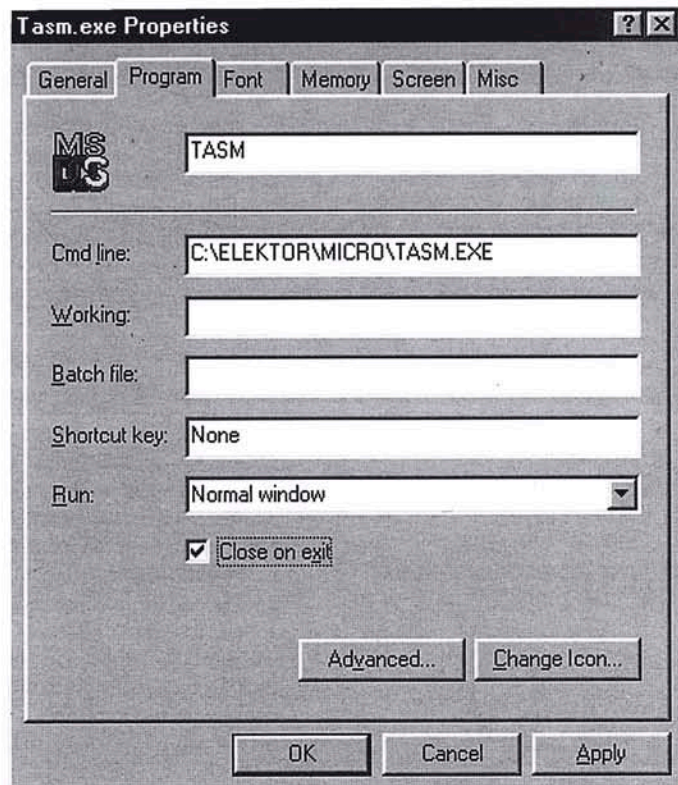 Tasm.exe Properties ? X
General Program Font Memory Screen Misc
MS
DOS
TASM
Cmd line: C:\ELEKTOR\MICRO\TASM.EXE
Working:
Batch file:
Shortcut key: None
Run: Normal window
Close on exit
Advanced... Change Icon...
OK Cancel Apply